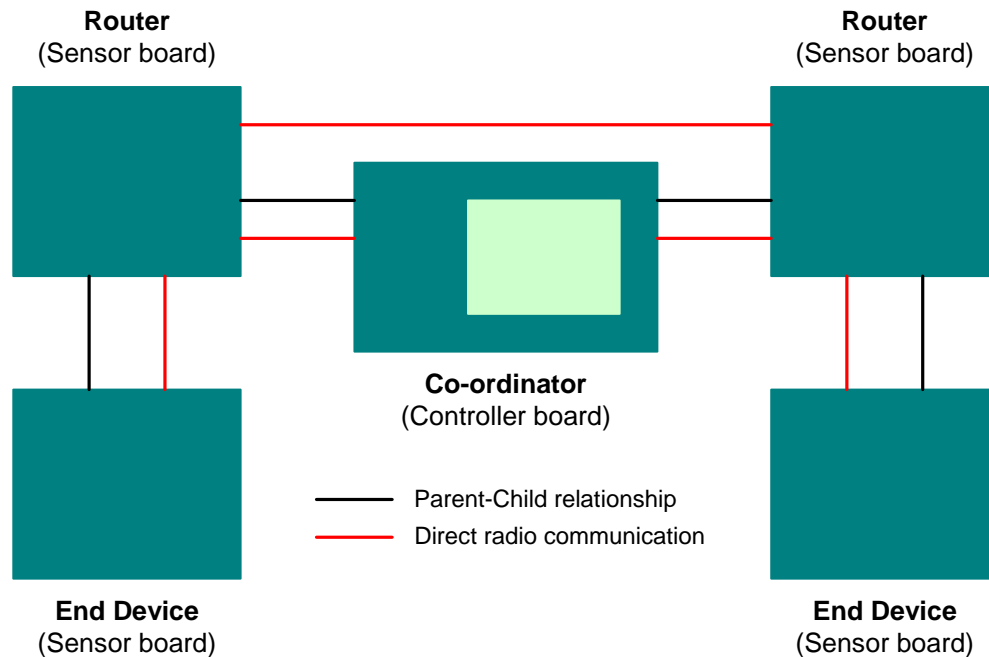 Router
(Sensor board)
Router
(Sensor board)
Co-ordinator
(Controller board)
Parent-Child relationship
Direct radio communication
End Device
(Sensor board)
End Device
(Sensor board)